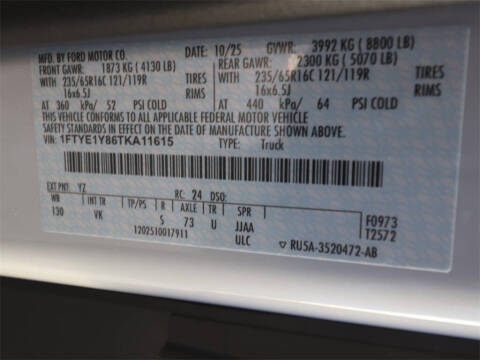 MFD. BY FORD MOTOR CO. DATE: 10/25 GVWR: 3992 KG ( 8800 LB)
FRONT GAWR: 1873 KG ( 4130 LB) REAR GAWR: 2300 KG ( 5070 LB)
WITH 235/65R16C 121/119R TIRES WITH 235/65R16C 121/119R TIRES
16x6.5J RIMS 16x6.5J RIMS
AT 360 kPa/ 52 PSI COLD AT 440 kPa/ 64 PSI COLD
THIS VEHICLE CONFORMS TO ALL APPLICABLE FEDERAL MOTOR VEHICLE
SAFETY STANDARDS IN EFFECT ON THE DATE OF MANUFACTURE SHOWN ABOVE.
VIN: 1FTYE1Y86TKA11615 TYPE: Truck
EXT PNT: YZ RC: 24 DSO:
WB INT TR TP/PS R AXLE TR SPR F0973
130 VK S 73 U JJAA T2572
1202510017911 ULC RU5A-3520472-AB